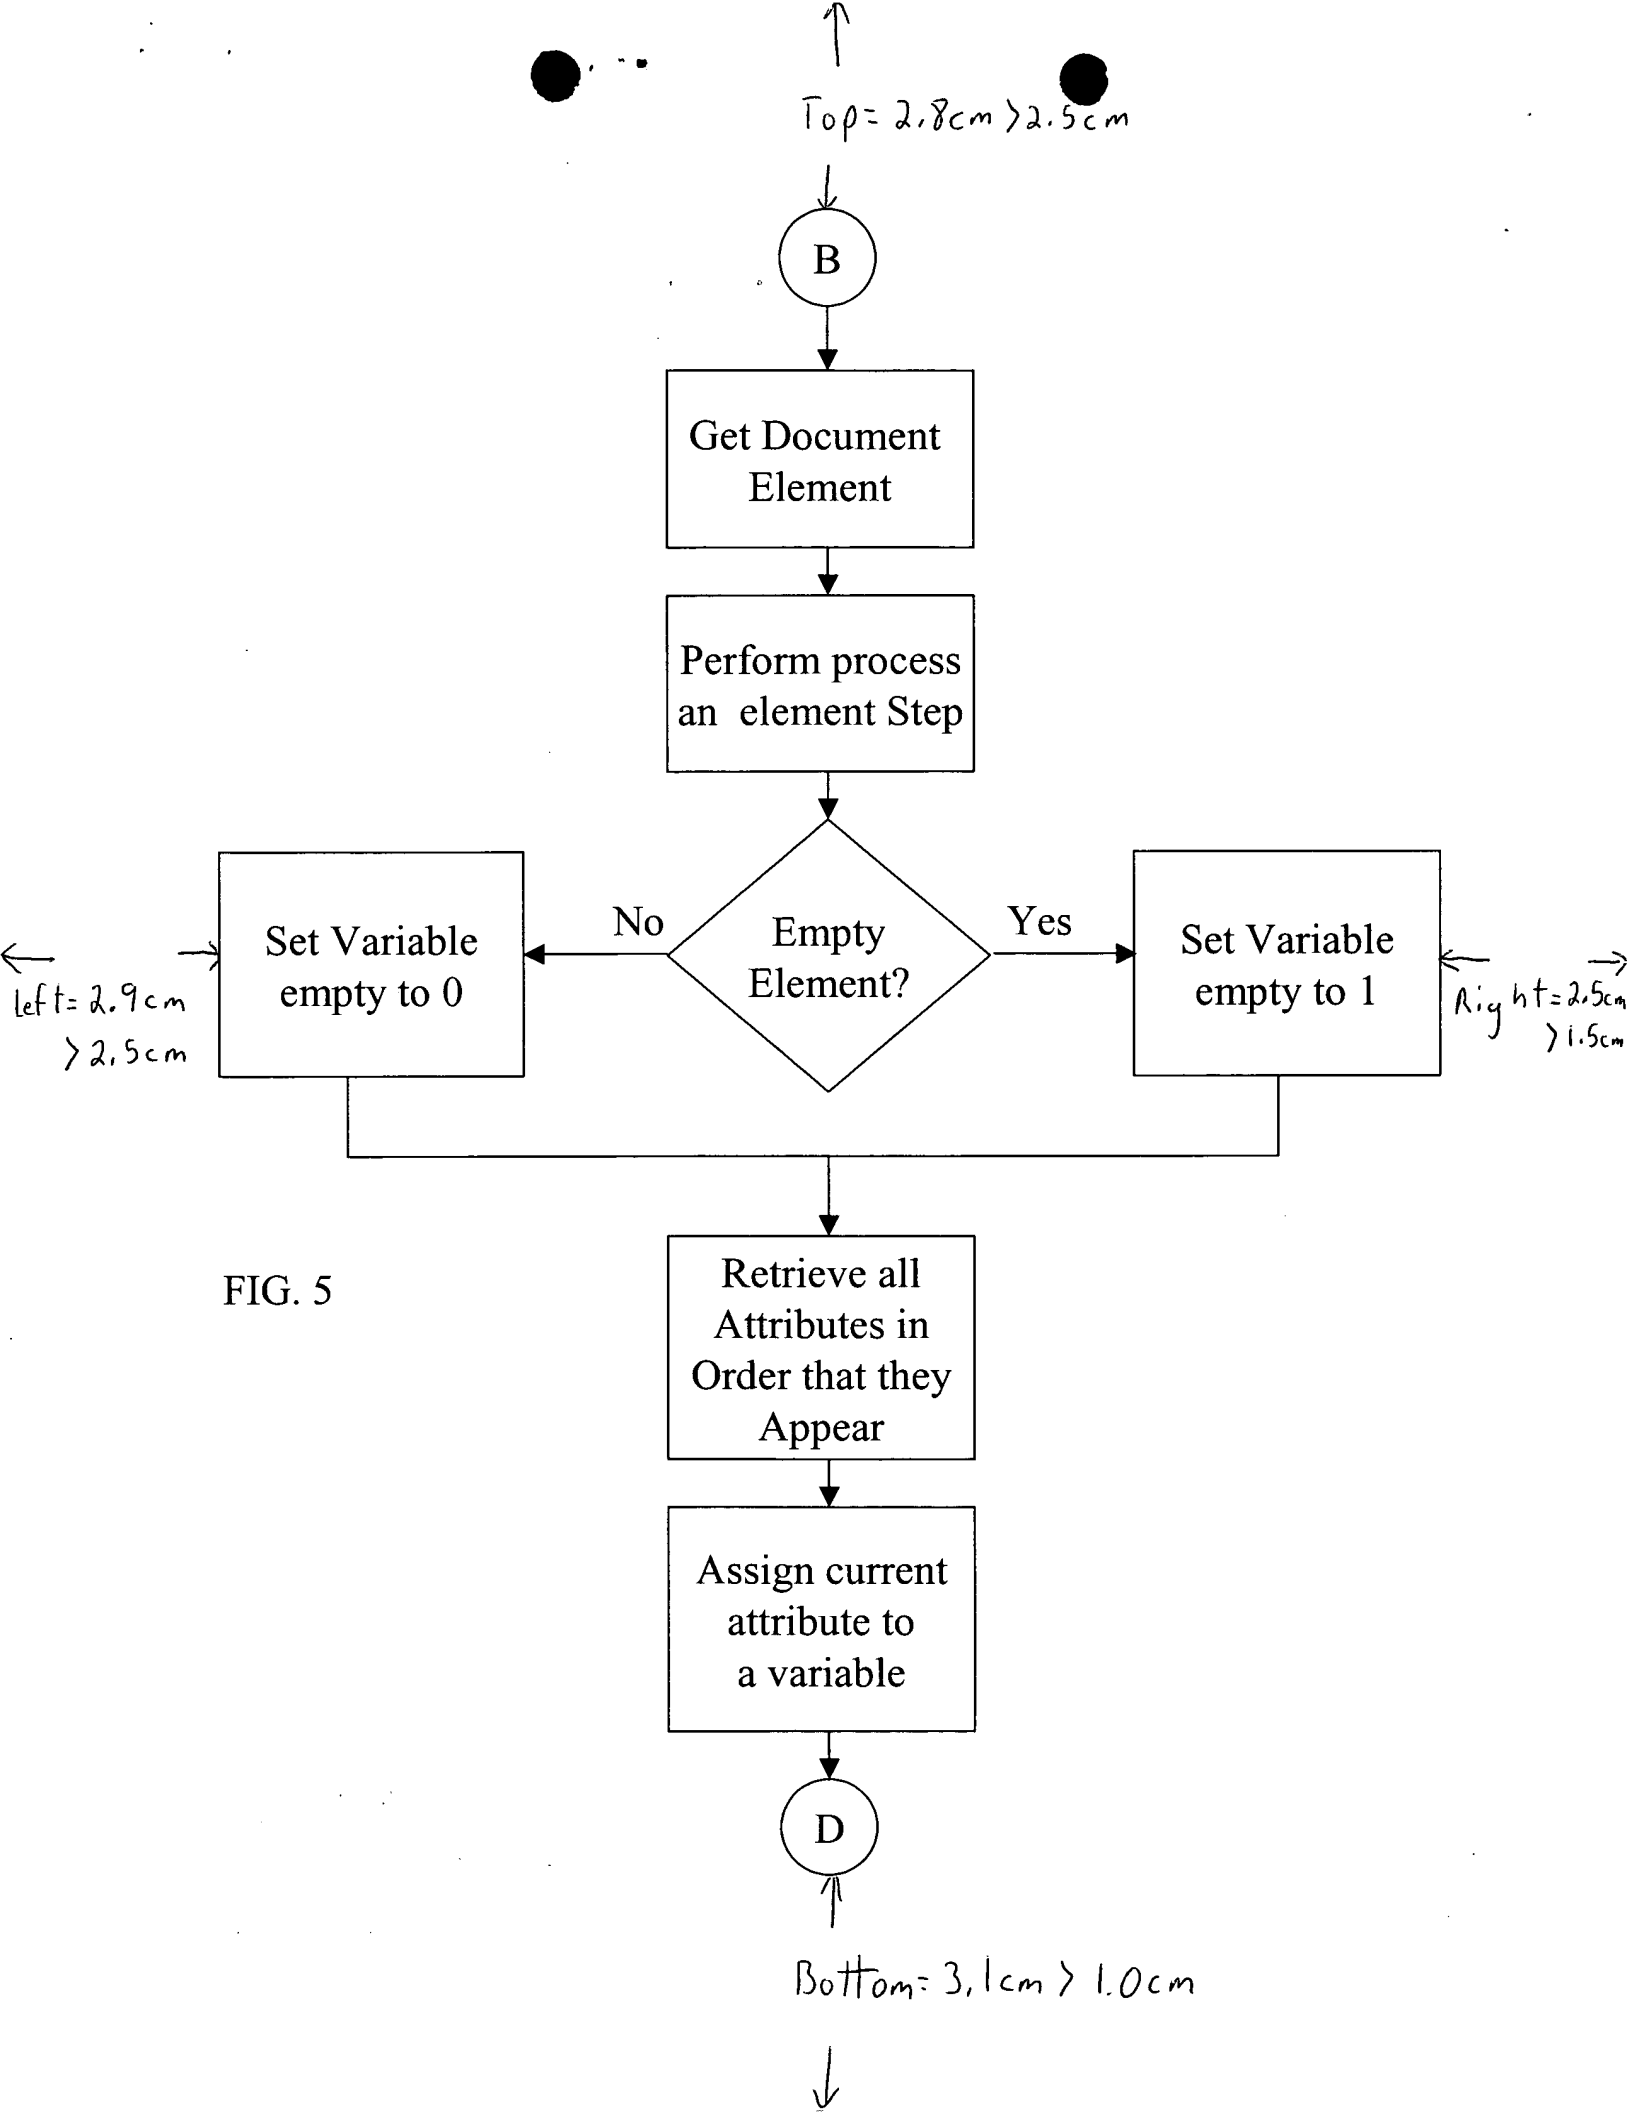 Top= 2.8cm >2.5cm
B
Get Document
Element
Perform process
an element Step
No
Yes
Set Variable
empty to 0
Empty
Element?
Set Variable
empty to 1
Left= 2.9cm
>2.5cm
Right=2.5cm
>1.5cm
FIG. 5
Retrieve all
Attributes in
Order that they
Appear
Assign current
attribute to
a variable
D
Bottom= 3.1cm > 1.0cm